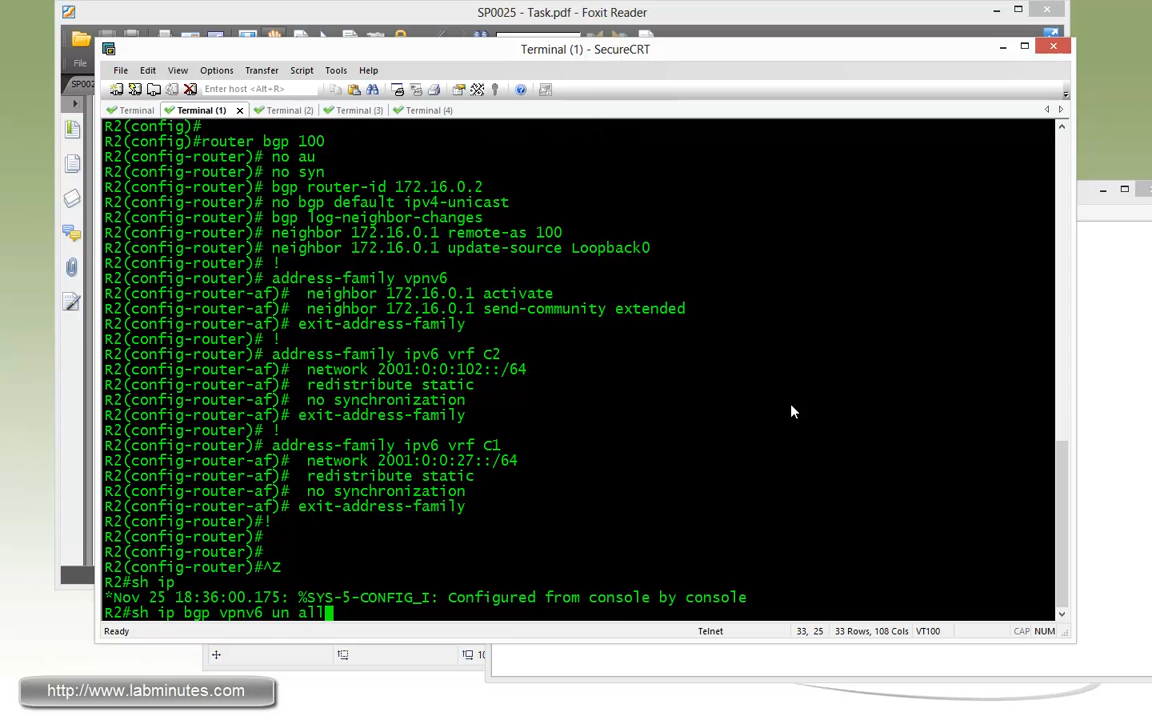 SP0025 - Task.pdf - Foxit Reader
File
SP002
Terminal (1) - SecureCRT
File Edit View Options Transfer Script Tools Help
Enter host <Alt+R>
Terminal
Terminal (1)
Terminal (2)
Terminal (3)
Terminal (4)
R2(config)#
R2(config)#router bgp 100
R2(config-router)# no au
R2(config-router)# no syn
R2(config-router)# bgp router-id 172.16.0.2
R2(config-router)# no bgp default ipv4-unicast
R2(config-router)# bgp log-neighbor-changes
R2(config-router)# neighbor 172.16.0.1 remote-as 100
R2(config-router)# neighbor 172.16.0.1 update-source Loopback0
R2(config-router)# !
R2(config-router)# address-family vpnv6
R2(config-router-af)#  neighbor 172.16.0.1 activate
R2(config-router-af)#  neighbor 172.16.0.1 send-community extended
R2(config-router-af)# exit-address-family
R2(config-router)# !
R2(config-router)# address-family ipv6 vrf C2
R2(config-router-af)#  network 2001:0:0:102::/64
R2(config-router-af)#  redistribute static
R2(config-router-af)#  no synchronization
R2(config-router-af)# exit-address-family
R2(config-router)# !
R2(config-router)# address-family ipv6 vrf C1
R2(config-router-af)#  network 2001:0:0:27::/64
R2(config-router-af)#  redistribute static
R2(config-router-af)#  no synchronization
R2(config-router-af)# exit-address-family
R2(config-router)#!
R2(config-router)#
R2(config-router)#
R2(config-router)#^Z
R2#sh ip
*Nov 25 18:36:00.175: %SYS-5-CONFIG_I: Configured from console by console
R2#sh ip bgp vpnv6 un all
Ready Telnet 33, 25 33 Rows, 108 Cols VT100 CAP NUM
http://www.labminutes.com